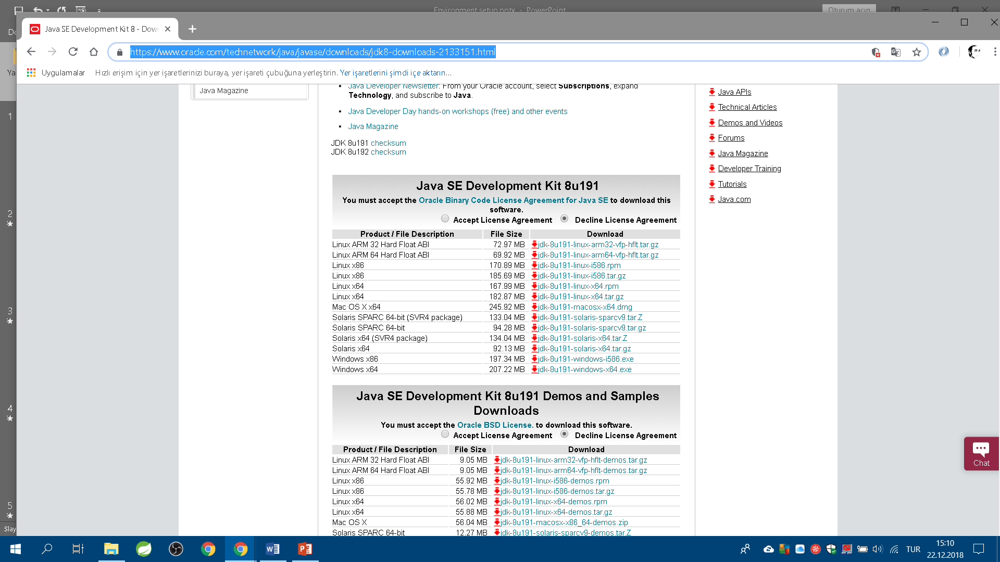 Environment setup.pptx - PowerPoint
Oturum açın
Java SE Development Kit 8 - Dow
https://www.oracle.com/technetwork/java/javase/downloads/jdk8-downloads-2133151.html
Uygulamalar Hızlı erişim için yer işaretlerinizi buraya, yer işareti çubuğuna yerleştirin. Yer işaretlerini şimdi içe aktarın...
Java Magazine
• Java Developer Newsletter: From your Oracle account, select Subscriptions, expand
Technology, and subscribe to Java.
• Java Developer Day hands-on workshops (free) and other events
• Java Magazine
JDK 8u191 checksum
JDK 8u192 checksum
Java SE Development Kit 8u191
You must accept the Oracle Binary Code License Agreement for Java SE to download this
software.
Accept License Agreement Decline License Agreement
Product / File Description File Size Download
Linux ARM 32 Hard Float ABI 72.97 MB jdk-8u191-linux-arm32-vfp-hflt.tar.gz
Linux ARM 64 Hard Float ABI 69.92 MB jdk-8u191-linux-arm64-vfp-hflt.tar.gz
Linux x86 170.89 MB jdk-8u191-linux-i586.rpm
Linux x86 185.69 MB jdk-8u191-linux-i586.tar.gz
Linux x64 167.99 MB jdk-8u191-linux-x64.rpm
Linux x64 182.87 MB jdk-8u191-linux-x64.tar.gz
Mac OS X x64 245.92 MB jdk-8u191-macosx-x64.dmg
Solaris SPARC 64-bit (SVR4 package) 133.04 MB jdk-8u191-solaris-sparcv9.tar.Z
Solaris SPARC 64-bit 94.28 MB jdk-8u191-solaris-sparcv9.tar.gz
Solaris x64 (SVR4 package) 134.04 MB jdk-8u191-solaris-x64.tar.Z
Solaris x64 92.13 MB jdk-8u191-solaris-x64.tar.gz
Windows x86 197.34 MB jdk-8u191-windows-i586.exe
Windows x64 207.22 MB jdk-8u191-windows-x64.exe
Java SE Development Kit 8u191 Demos and Samples
Downloads
You must accept the Oracle BSD License. to download this software.
Accept License Agreement Decline License Agreement
Product / File Description File Size Download
Linux ARM 32 Hard Float ABI 9.05 MB jdk-8u191-linux-arm32-vfp-hflt-demos.tar.gz
Linux ARM 64 Hard Float ABI 9.05 MB jdk-8u191-linux-arm64-vfp-hflt-demos.tar.gz
Linux x86 55.92 MB jdk-8u191-linux-i586-demos.rpm
Linux x86 55.78 MB jdk-8u191-linux-i586-demos.tar.gz
Linux x64 56.02 MB jdk-8u191-linux-x64-demos.rpm
Linux x64 55.88 MB jdk-8u191-linux-x64-demos.tar.gz
Mac OS X 56.04 MB jdk-8u191-macosx-x86_64-demos.zip
Solaris SPARC 64-bit 12.27 MB jdk-8u191-solaris-sparcv9-demos.tar.Z
Java APIs
Technical Articles
Demos and Videos
Forums
Java Magazine
Developer Training
Tutorials
Java.com
Chat
Do
Ya
1
2
3
4
5
Slay
TUR
15:10
22.12.2018